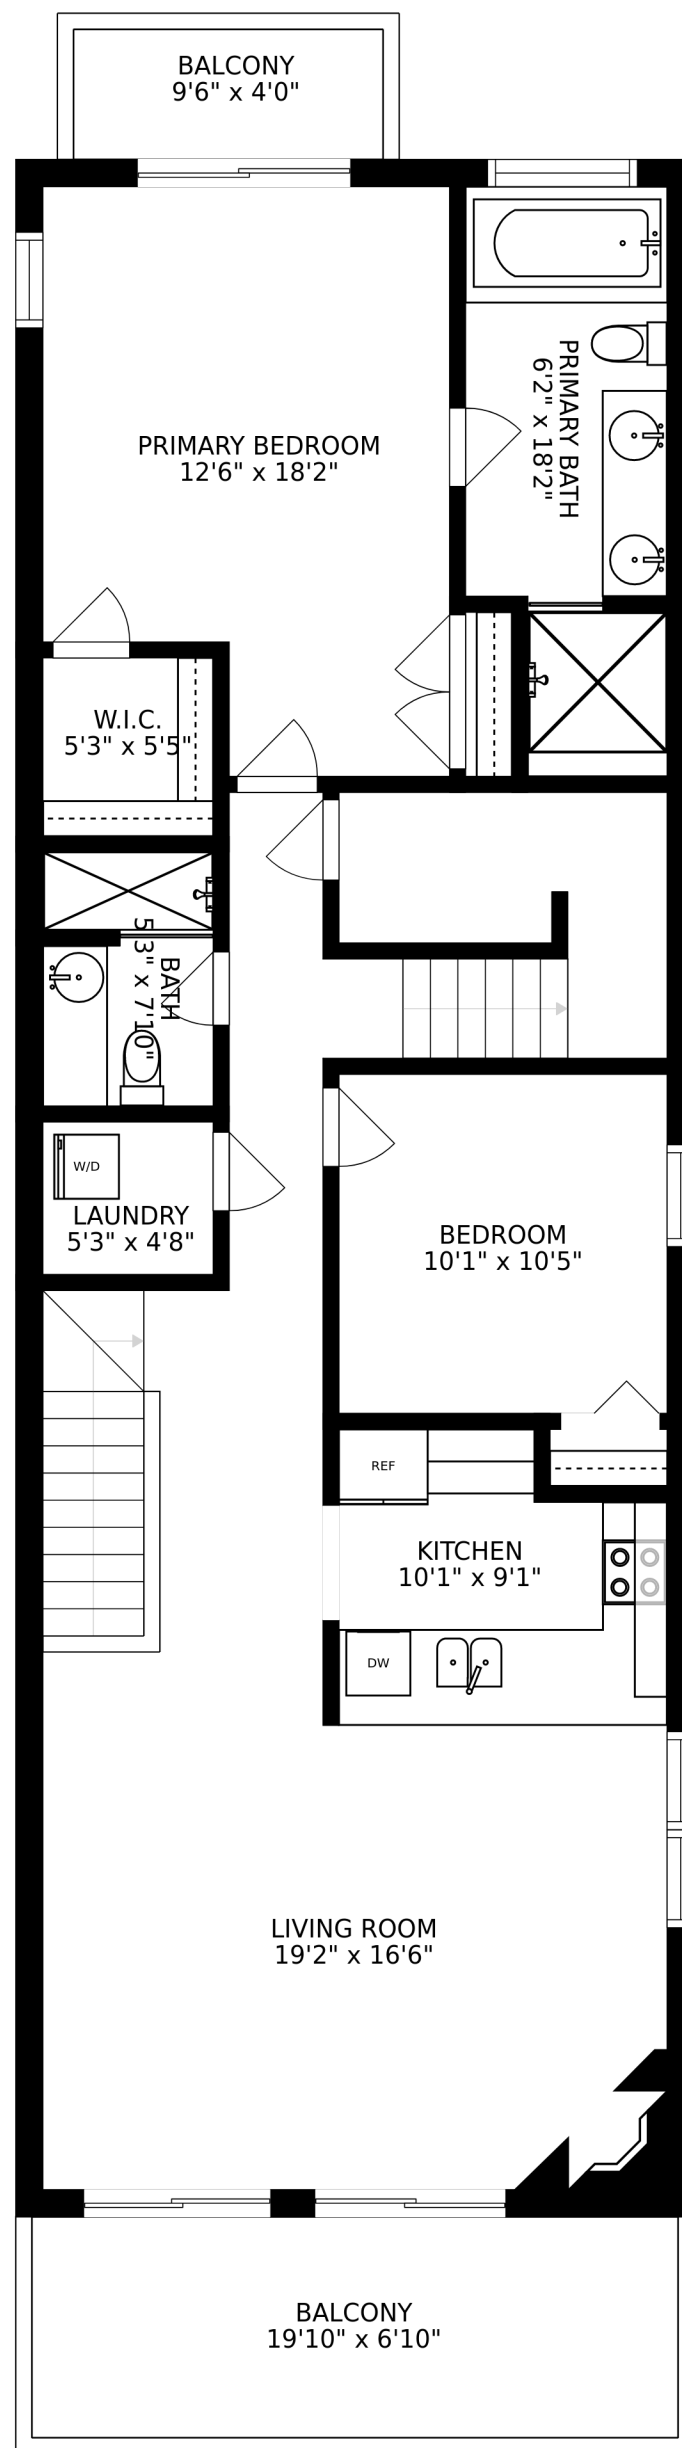 BALCONY
9'6" x 4'0"
PRIMARY BATH
6'2" x 18'2"
PRIMARY BEDROOM
12'6" x 18'2"
W.I.C.
5'3" x 5'5"
BATH
5'3" x 7'10"
W/D
LAUNDRY
5'3" x 4'8"
BEDROOM
10'1" x 10'5"
REF
KITCHEN
10'1" x 9'1"
DW
LIVING ROOM
19'2" x 16'6"
BALCONY
19'10" x 6'10"